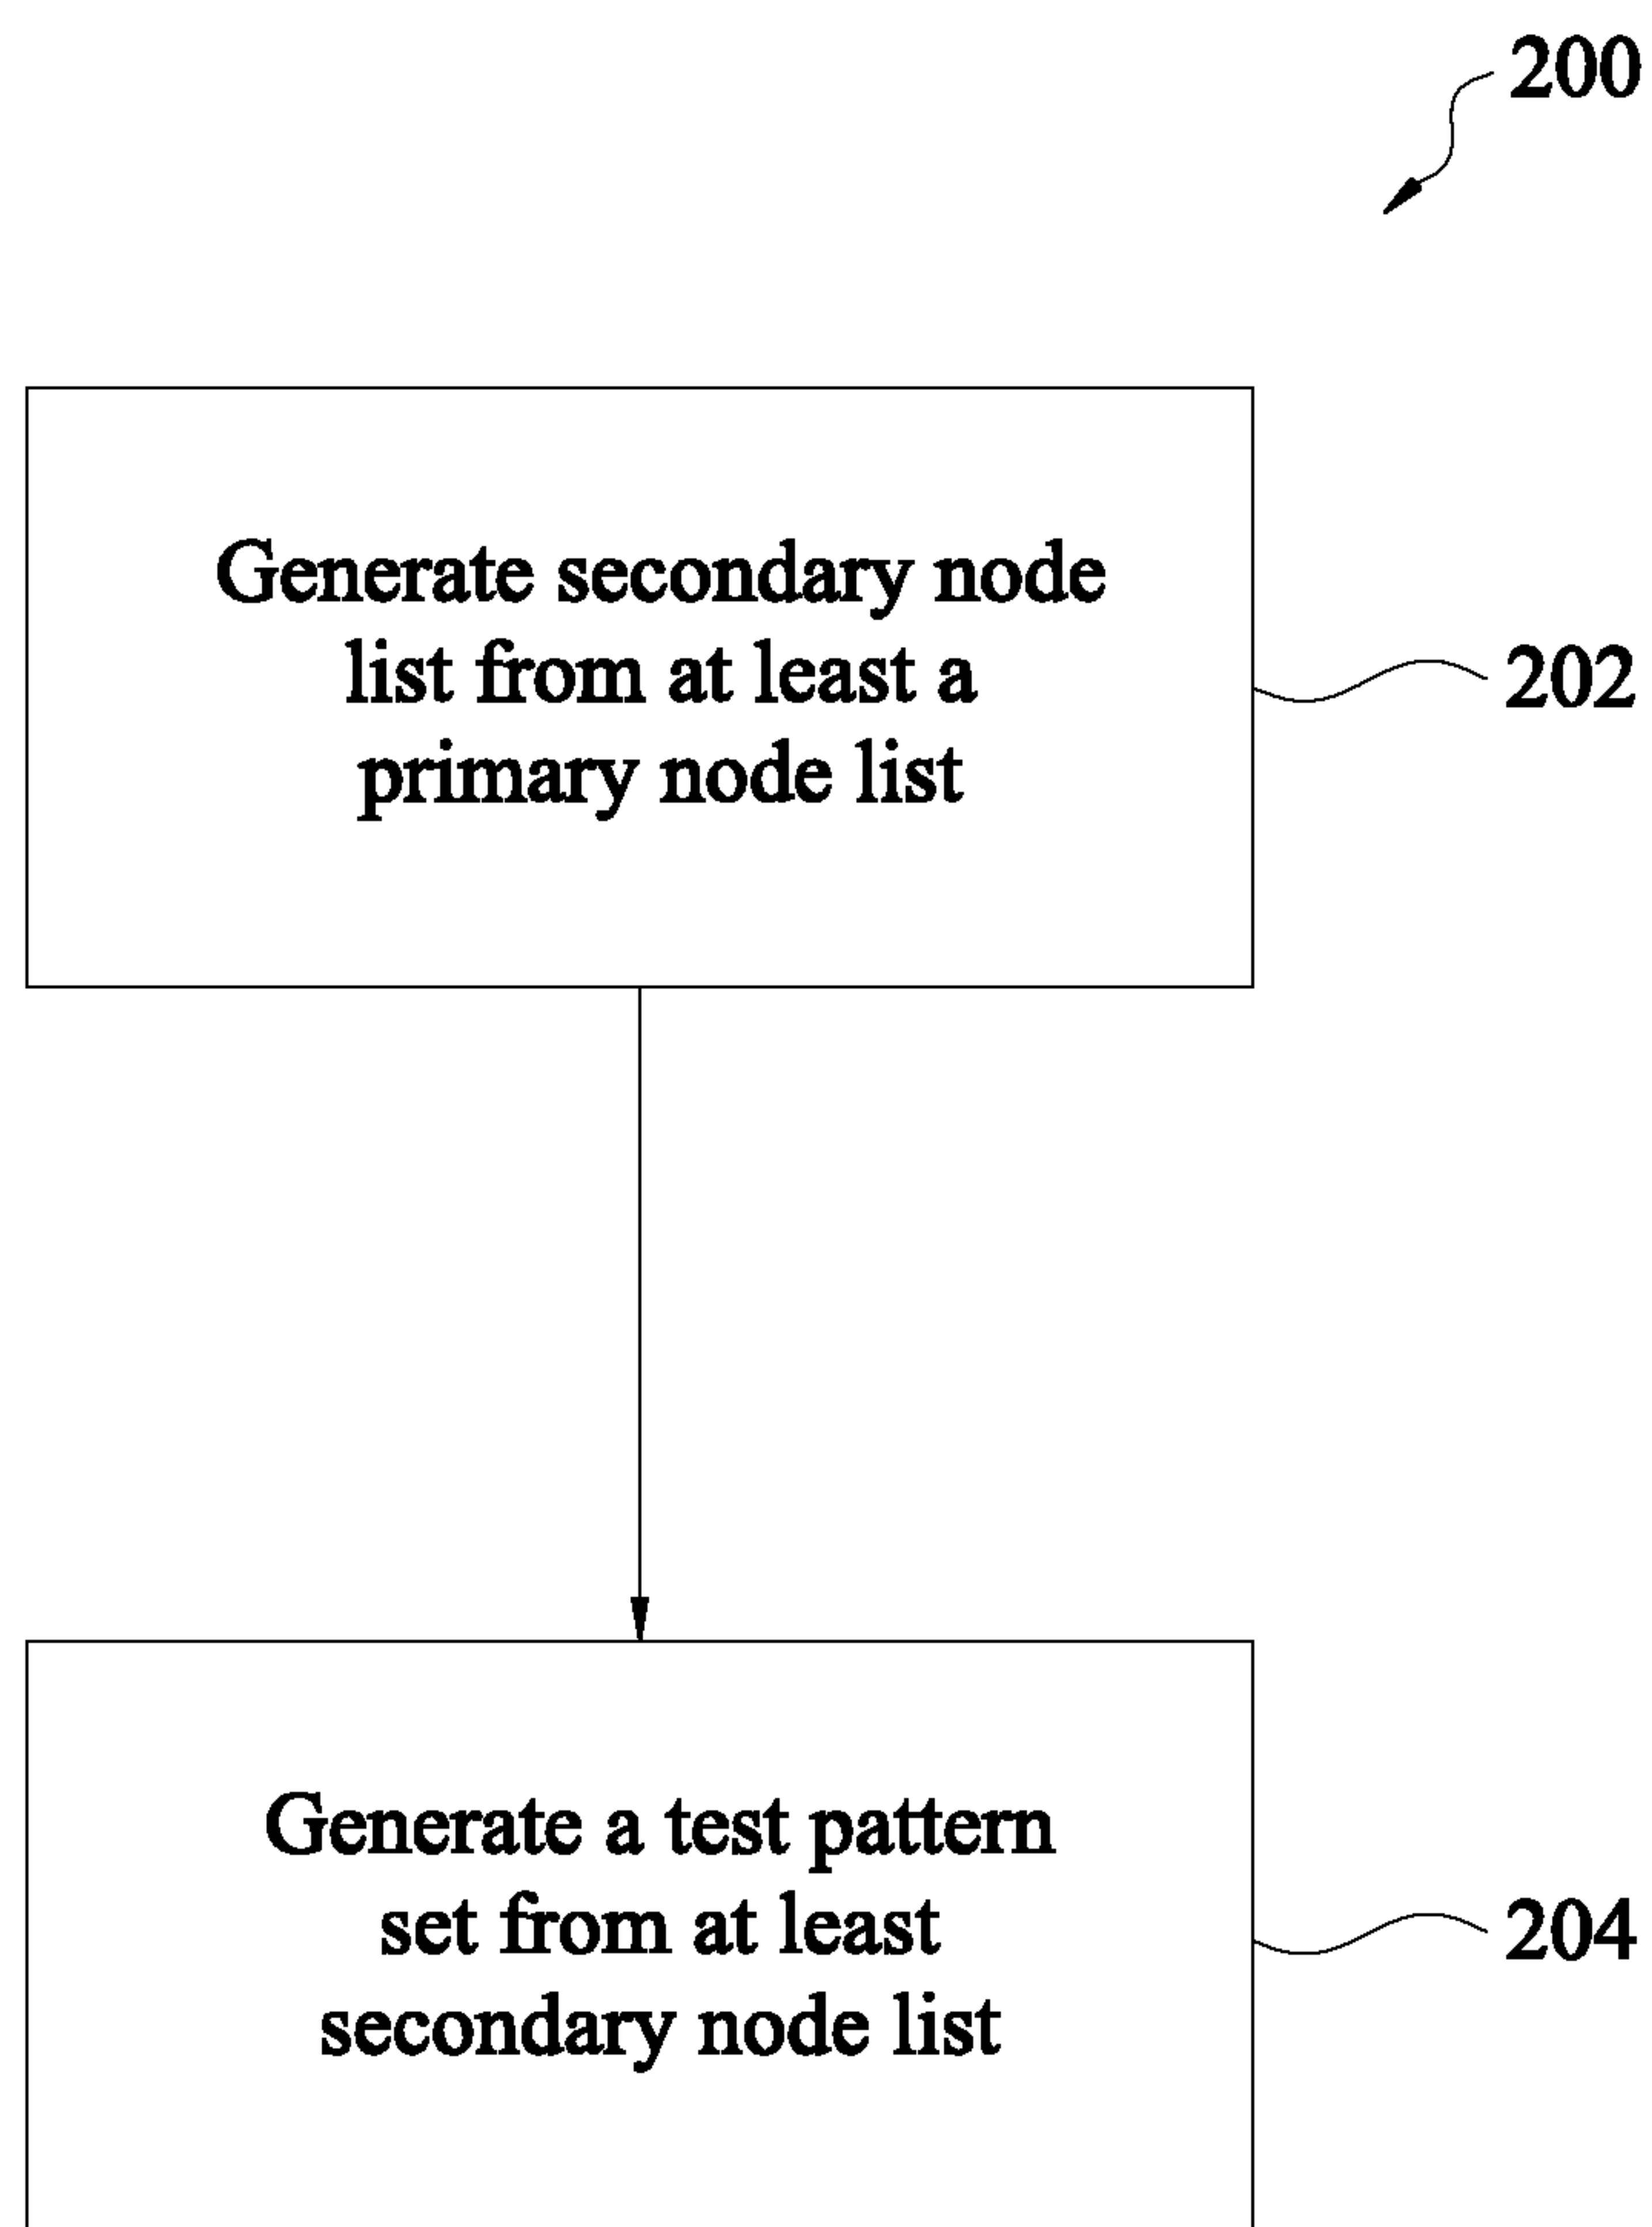 200
Generate secondary node
list from at least a
primary node list
202
Generate a test pattern
set from at least
secondary node list
204